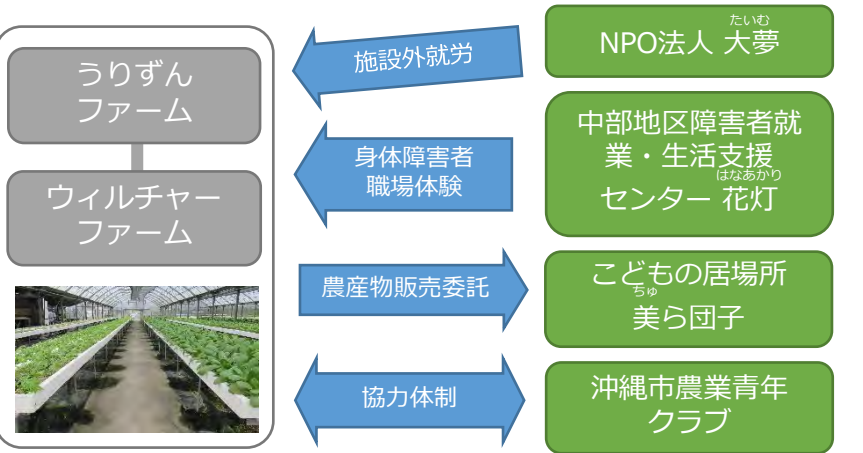 うりずん
ファーム
ウィルチャー
ファーム
施設外就労
身体障害者
職場体験
農産物販売委託
協力体制
たいむ
NPO法人 大夢
中部地区障害者就
業・生活支援
はなあかり
センター 花灯
こどもの居場所
ちゅ
美ら団子
沖縄市農業青年
クラブ